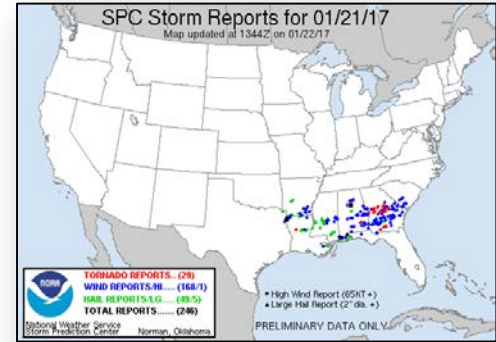 SPC Storm Reports for 01/21/17
Map updated at 1344Z on 01/22/17
TORNADO REPORTS.. (29)
WIND REPORTS/HI..... (168/1)
HAIL REPORTS/LG.... (49/5)
TOTAL REPORTS....... (246)
NOAA
National Weather Service
Storm Prediction Center Norman, Oklahoma
High Wind Report (65KT +)
Large Hail Report (2" dia. +)
PRELIMINARY DATA ONLY.